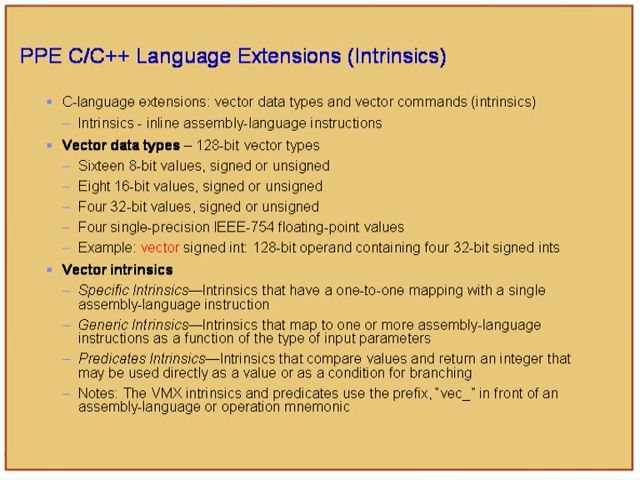 PPE C/C++ Language Extensions (Intrinsics)
▪ C-language extensions: vector data types and vector commands (intrinsics)
– Intrinsics - inline assembly-language instructions
▪ Vector data types – 128-bit vector types
– Sixteen 8-bit values, signed or unsigned
– Eight 16-bit values, signed or unsigned
– Four 32-bit values, signed or unsigned
– Four single-precision IEEE-754 floating-point values
– Example: vector signed int: 128-bit operand containing four 32-bit signed ints
▪ Vector intrinsics
– Specific Intrinsics—Intrinsics that have a one-to-one mapping with a single
assembly-language instruction
– Generic Intrinsics—Intrinsics that map to one or more assembly-language
instructions as a function of the type of input parameters
– Predicates Intrinsics—Intrinsics that compare values and return an integer that
may be used directly as a value or as a condition for branching
– Notes: The VMX intrinsics and predicates use the prefix, "vec_" in front of an
assembly-language or operation mnemonic